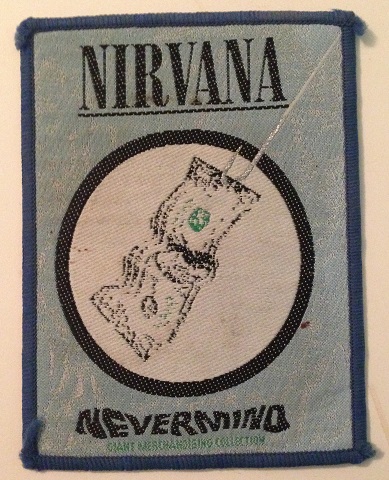 NIRVANA
NEVERMIND
GIANT MERCHANDISING COLLECTION